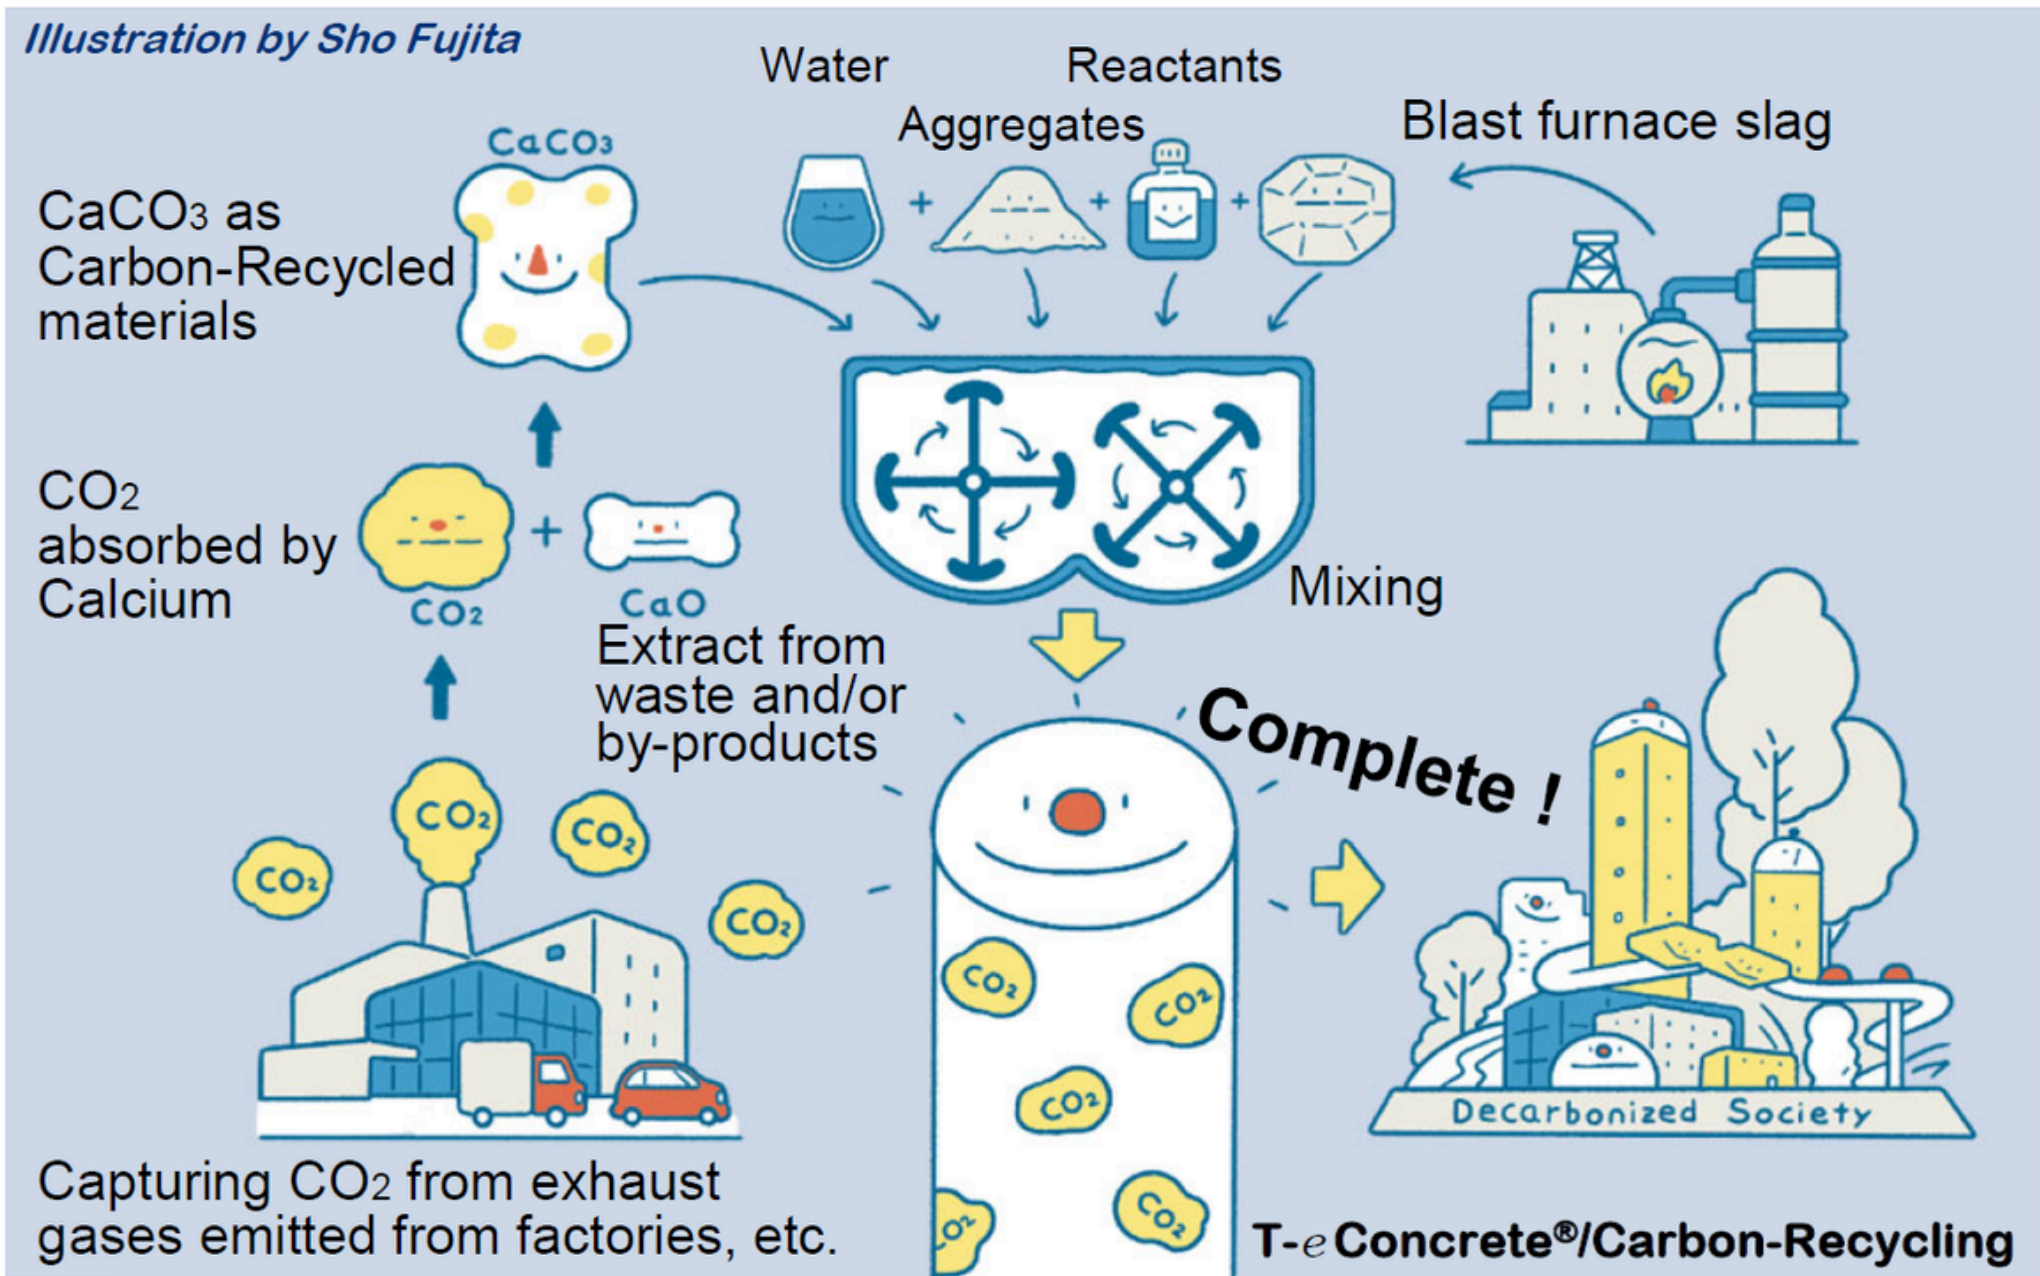 Illustration by Sho Fujita
Water
Reactants
Aggregates
Blast furnace slag
CaCO3
CaCO3 as
Carbon-Recycled
materials
CO2
absorbed by
Calcium
+
+
+
+
CO2
CaO
Extract from
waste and/or
by-products
Mixing
Complete !
CO2
CO2
CO2
CO2
CO2
CO2
CO2
CO2
CO2
Decarbonized Society
Capturing CO2 from exhaust
gases emitted from factories, etc.
T-e Concrete®/Carbon-Recycling